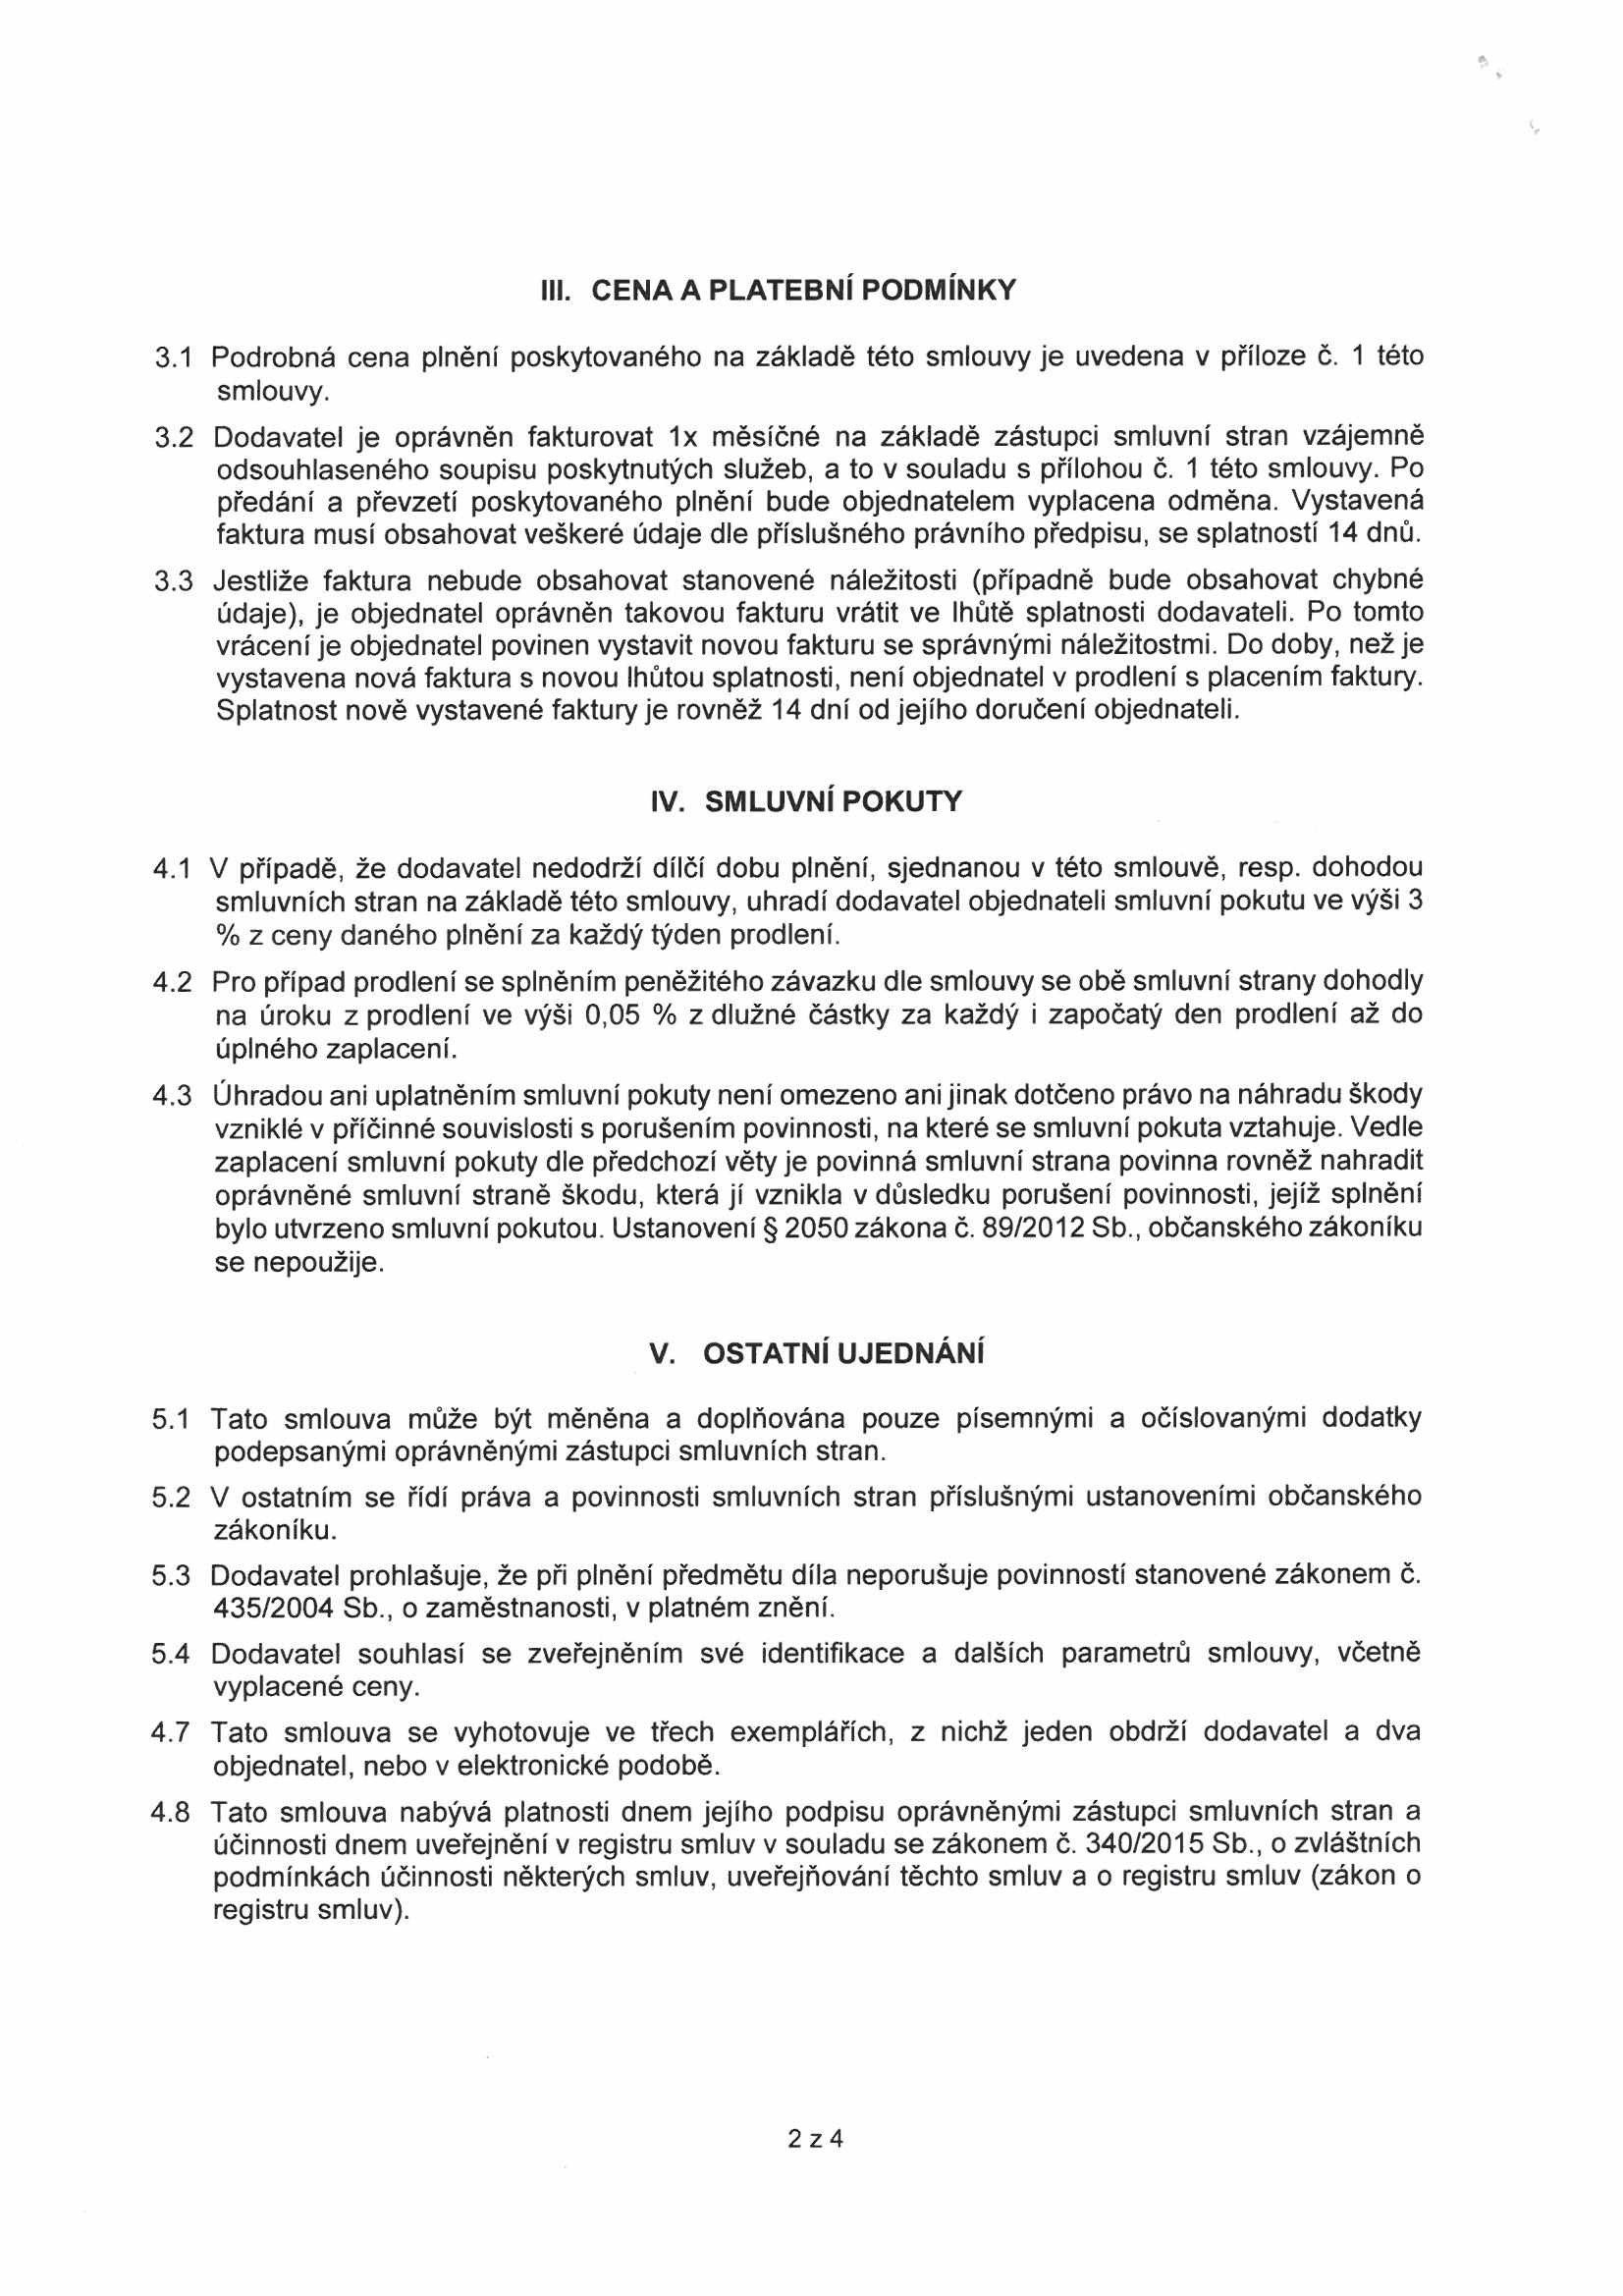 III. CENA A PLATEBNÍ PODMÍNKY
3.1 Podrobná cena plnění poskytovaného na základě této smlouvy je uvedena v příloze č. 1 této
smlouvy.
3.2 Dodavatel je oprávněn fakturovat 1x měsíčné na základě zástupci smluvní stran vzájemně
odsouhlaseného soupisu poskytnutých služeb, a to v souladu s přílohou č. 1 této smlouvy. Po
předání a převzetí poskytovaného plnění bude objednatelem vyplacena odměna. Vystavená
faktura musí obsahovat veškeré údaje dle příslušného právního předpisu, se splatností 14 dnů.
3.3 Jestliže faktura nebude obsahovat stanovené náležitosti (případně bude obsahovat chybné
údaje), je objednatel oprávněn takovou fakturu vrátit ve lhůtě splatnosti dodavateli. Po tomto
vrácení je objednatel povinen vystavit novou fakturu se správnými náležitostmi. Do doby, než je
vystavena nová faktura s novou lhůtou splatnosti, není objednatel v prodlení s placením faktury.
Splatnost nově vystavené faktury je rovněž 14 dní od jejího doručení objednateli.
IV. SMLUVNÍ POKUTY
4.1 V případě, že dodavatel nedodrží dílčí dobu plnění, sjednanou v této smlouvě, resp. dohodou
smluvních stran na základě této smlouvy, uhradí dodavatel objednateli smluvní pokutu ve výši 3
% z ceny daného plnění za každý týden prodlení.
4.2 Pro případ prodlení se splněním peněžitého závazku dle smlouvy se obě smluvní strany dohodly
na úroku z prodlení ve výši 0,05 % z dlužné částky za každý i započatý den prodlení až do
úplného zaplacení.
4.3 Úhradou ani uplatněním smluvní pokuty není omezeno ani jinak dotčeno právo na náhradu škody
vzniklé v příčinné souvislosti s porušením povinnosti, na které se smluvní pokuta vztahuje. Vedle
zaplacení smluvní pokuty dle předchozí věty je povinná smluvní strana povinna rovněž nahradit
oprávněné smluvní straně škodu, která jí vznikla v důsledku porušení povinnosti, jejíž splnění
bylo utvrzeno smluvní pokutou. Ustanovení § 2050 zákona č. 89/2012 Sb., občanského zákoníku
se nepoužije.
V. OSTATNÍ UJEDNÁNÍ
5.1 Tato smlouva může být měněna a doplňována pouze písemnými a očíslovanými dodatky
podepsanými oprávněnými zástupci smluvních stran.
5.2 V ostatním se řídí práva a povinnosti smluvních stran příslušnými ustanoveními občanského
zákoníku.
5.3 Dodavatel prohlašuje, že při plnění předmětu díla neporušuje povinností stanovené zákonem č.
435/2004 Sb., o zaměstnanosti, v platném znění.
5.4 Dodavatel souhlasí se zveřejněním své identifikace a dalších parametrů smlouvy, včetně
vyplacené ceny.
4.7 Tato smlouva se vyhotovuje ve třech exemplářích, z nichž jeden obdrží dodavatel a dva
objednatel, nebo v elektronické podobě.
4.8 Tato smlouva nabývá platnosti dnem jejího podpisu oprávněnými zástupci smluvních stran a
účinnosti dnem uveřejnění v registru smluv v souladu se zákonem č. 340/2015 Sb., o zvláštních
podmínkách účinnosti některých smluv, uveřejňování těchto smluv a o registru smluv (zákon o
registru smluv).
2 z 4